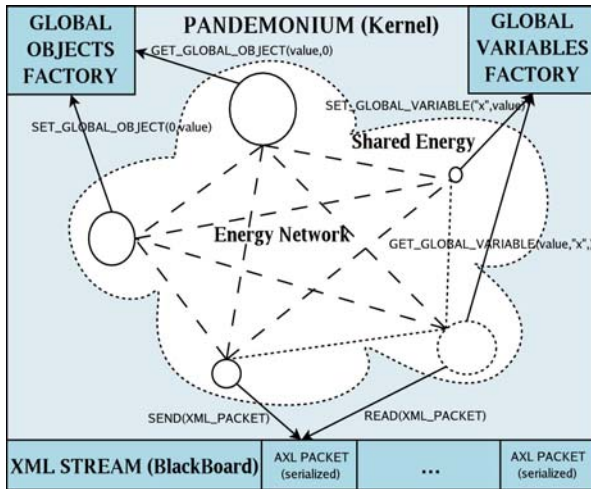 GLOBAL
OBJECTS
FACTORY
PANDEMONIUM (Kernel)
GLOBAL
VARIABLES
FACTORY
GET_GLOBAL_OBJECT(value,0)
SET_GLOBAL_VARIABLE("x",value)
SET_GLOBAL_OBJECT(0,value)
Shared Energy
Energy Network
GET_GLOBAL_VARIABLE(value,"x",
SEND(XML_PACKET)
READ(XML_PACKET)
XML STREAM (BlackBoard)
AXL PACKET
(serialized)
...
AXL PACKET
(serialized)